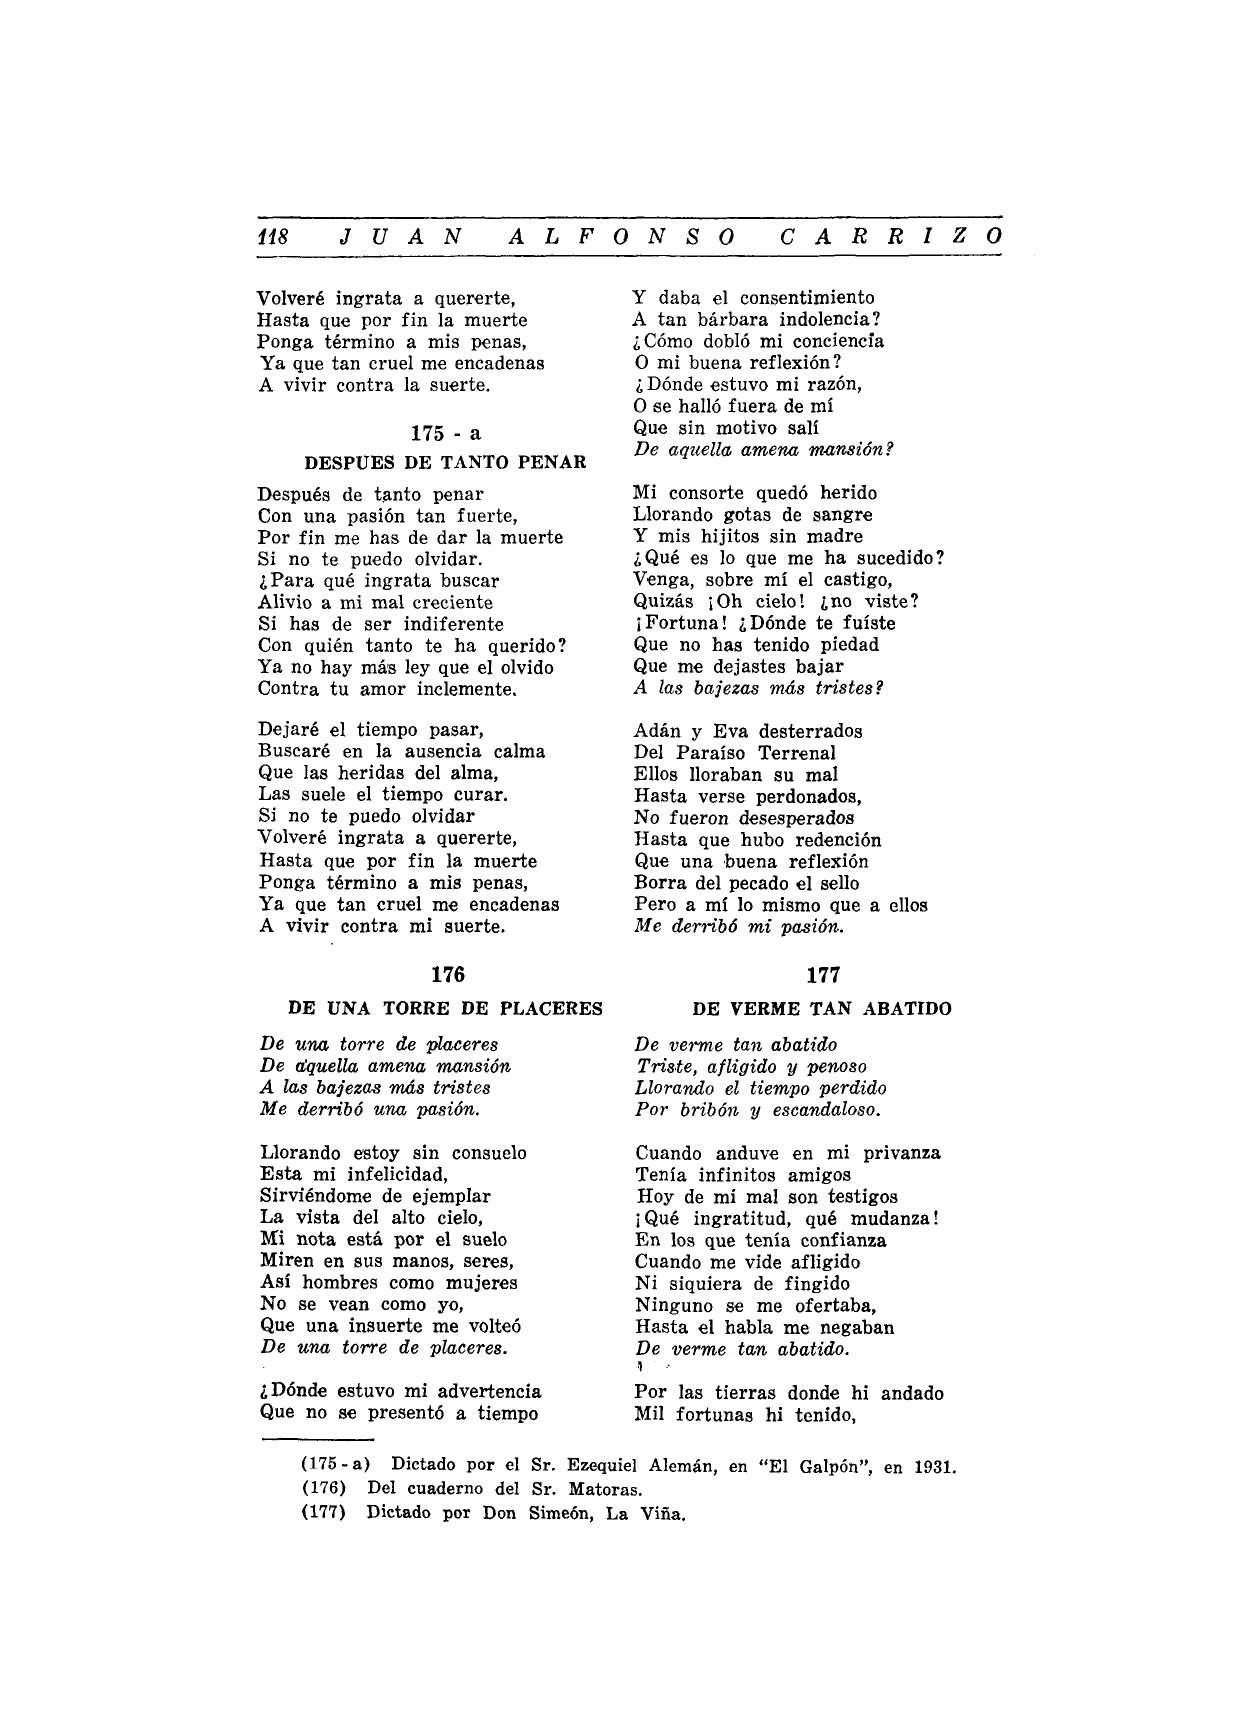 118 JUAN ALFONSO CARRIZO
Volveré ingrata a quererte,
Hasta que por fin la muerte
Ponga término a mis penas,
Ya que tan cruel me encadenas
A vivir contra la suerte.
175 - a
DESPUES DE TANTO PENAR
Después de tanto penar
Con una pasión tan fuerte,
Por fin me has de dar la muerte
Si no te puedo olvidar.
¿Para qué ingrata buscar
Alivio a mi mal creciente
Si has de ser indiferente
Con quién tanto te ha querido?
Ya no hay más ley que el olvido
Contra tu amor inclemente.
Dejaré el tiempo pasar,
Buscaré en la ausencia calma
Que las heridas del alma,
Las suele el tiempo curar.
Si no te puedo olvidar
Volveré ingrata a quererte,
Hasta que por fin la muerte
Ponga término a mis penas,
Ya que tan cruel me encadenas
A vivir contra mi suerte.
176
DE UNA TORRE DE PLACERES
De una torre de placeres
De aquella amena mansión
A las bajezas más tristes
Me derribó una pasión.
Llorando estoy sin consuelo
Esta mi infelicidad,
Sirviéndome de ejemplar
La vista del alto cielo,
Mi nota está por el suelo
Miren en sus manos, seres,
Así hombres como mujeres
No se vean como yo,
Que una insuerte me volteó
De una torre de placeres.
¿Dónde estuvo mi advertencia
Que no se presentó a tiempo
Y daba el consentimiento
A tan bárbara indolencia?
¿Cómo dobló mi conciencía
O mi buena reflexión?
¿Dónde estuvo mi razón,
O se halló fuera de mí
Que sin motivo salí
De aquella amena mansión?
Mi consorte quedó herido
Llorando gotas de sangre
Y mis hijitos sin madre
¿Qué es lo que me ha sucedido?
Venga, sobre mí el castigo,
Quizás ¡Oh cielo! ¿no viste?
¡Fortuna! ¿Dónde te fuíste
Que no has tenido piedad
Que me dejastes bajar
A las bajezas más tristes?
Adán y Eva desterrados
Del Paraíso Terrenal
Ellos lloraban su mal
Hasta verse perdonados,
No fueron desesperados
Hasta que hubo redención
Que una buena reflexión
Borra del pecado el sello
Pero a mí lo mismo que a ellos
Me derribó mi pasión.
177
DE VERME TAN ABATIDO
De verme tan abatido
Triste, afligido y penoso
Llorando el tiempo perdido
Por bribón y escandaloso.
Cuando anduve en mi privanza
Tenía infinitos amigos
Hoy de mi mal son testigos
¡Qué ingratitud, qué mudanza!
En los que tenía confianza
Cuando me vide afligido
Ni siquiera de fingido
Ninguno se me ofertaba,
Hasta el habla me negaban
De verme tan abatido.
Por las tierras donde hi andado
Mil fortunas hi tenido,
(175-a) Dictado por el Sr. Ezequiel Alemán, en “El Galpón”, en 1931.
(176) Del cuaderno del Sr. Matoras.
(177) Dictado por Don Simeón, La Viña.